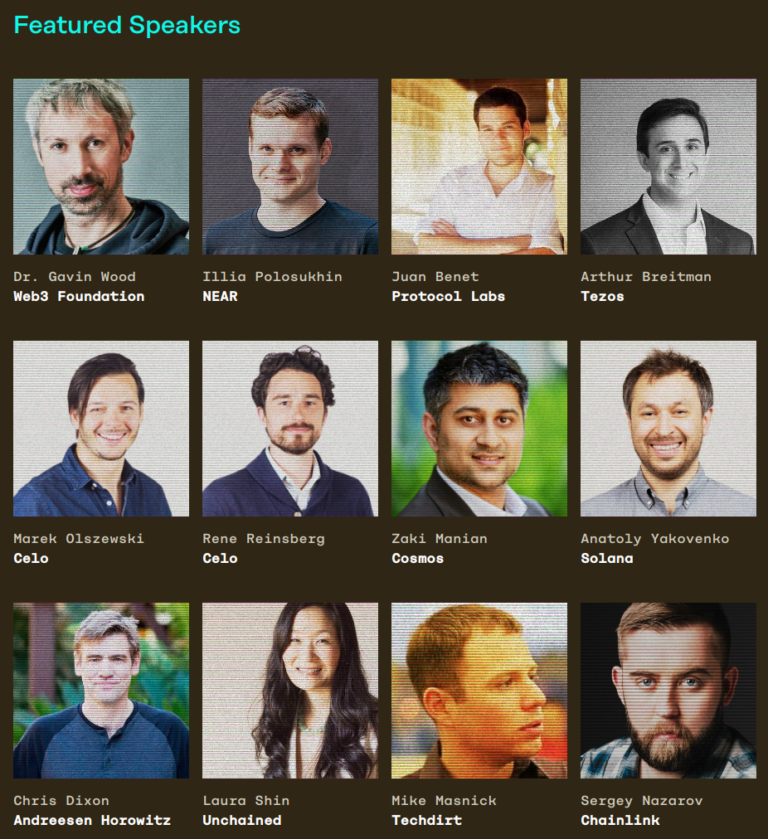 Featured Speakers
Dr. Gavin Wood
Web3 Foundation
Illia Polosukhin
NEAR
Juan Benet
Protocol Labs
Arthur Breitman
Tezos
Marek Olszewski
Celo
Rene Reinsberg
Celo
Zaki Manian
Cosmos
Anatoly Yakovenko
Solana
Chris Dixon
Andreesen Horowitz
Laura Shin
Unchained
Mike Masnick
Techdirt
Sergey Nazarov
Chainlink